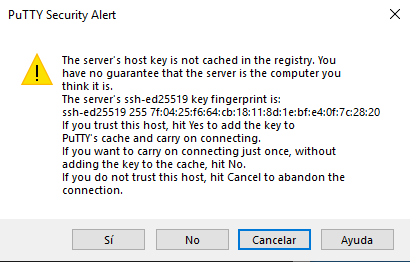 PuTTY Security Alert
The server's host key is not cached in the registry. You
have no guarantee that the server is the computer you
think it is.
The server's ssh-ed25519 key fingerprint is:
ssh-ed25519 255 7f:04:25:f6:64:cb:18:11:8d:1e:bf:e4:0f:7c:28:20
If you trust this host, hit Yes to add the key to
PuTTY's cache and carry on connecting.
If you want to carry on connecting just once, without
adding the key to the cache, hit No.
If you do not trust this host, hit Cancel to abandon the
connection.
Sí No Cancelar Ayuda